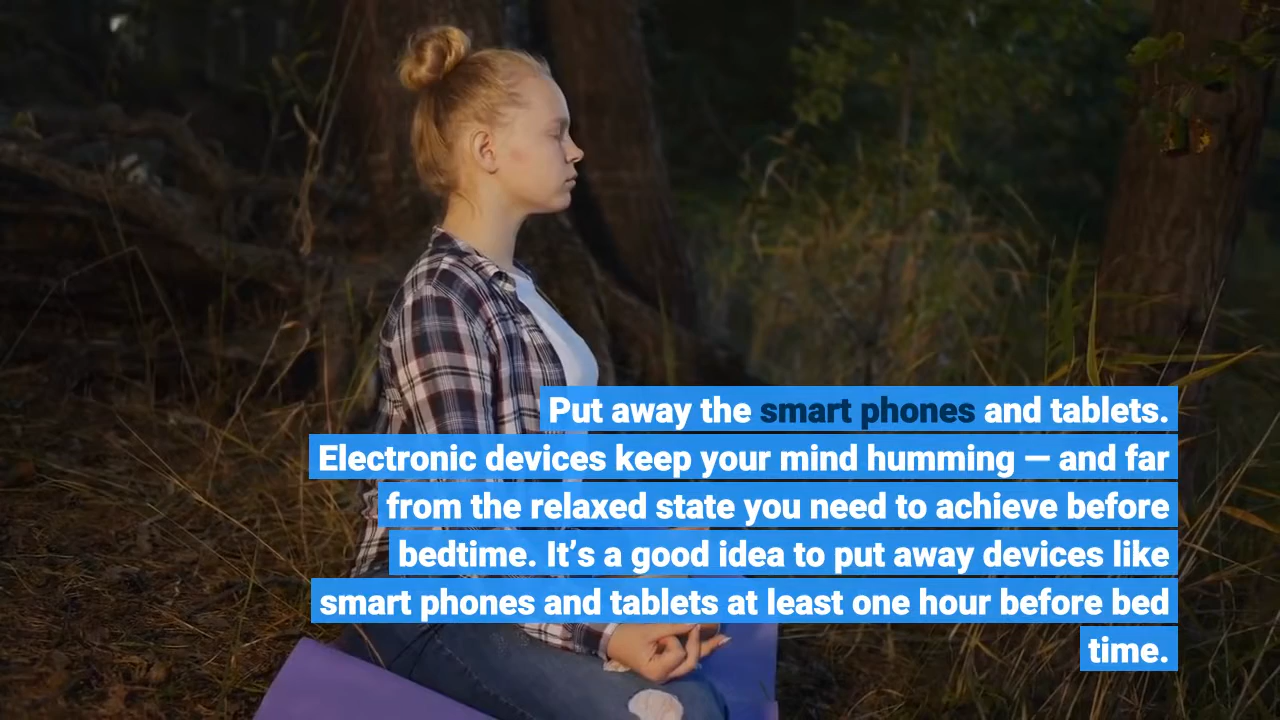 Put away the smart phones and tablets.
Electronic devices keep your mind humming — and far
from the relaxed state you need to achieve before
bedtime. It’s a good idea to put away devices like
smart phones and tablets at least one hour before bed
time.